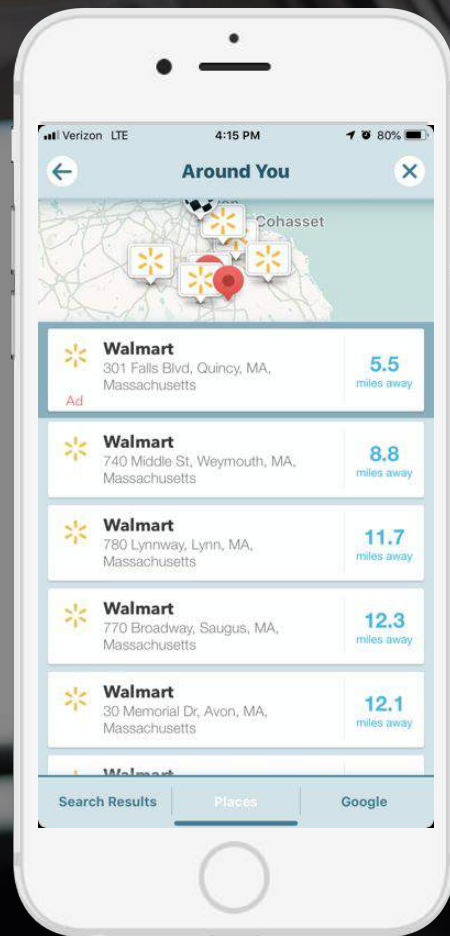 Verizon LTE 4:15 PM 80%
Around You
Cohasset
Walmart
301 Falls Blvd, Quincy, MA,
Massachusetts
5.5
miles away
Ad
Walmart
740 Middle St, Weymouth, MA,
Massachusetts
8.8
miles away
Walmart
780 Lynnway, Lynn, MA,
Massachusetts
11.7
miles away
Walmart
770 Broadway, Saugus, MA,
Massachusetts
12.3
miles away
Walmart
30 Memorial Dr, Avon, MA,
Massachusetts
12.1
miles away
Walmart
Search Results Places Google